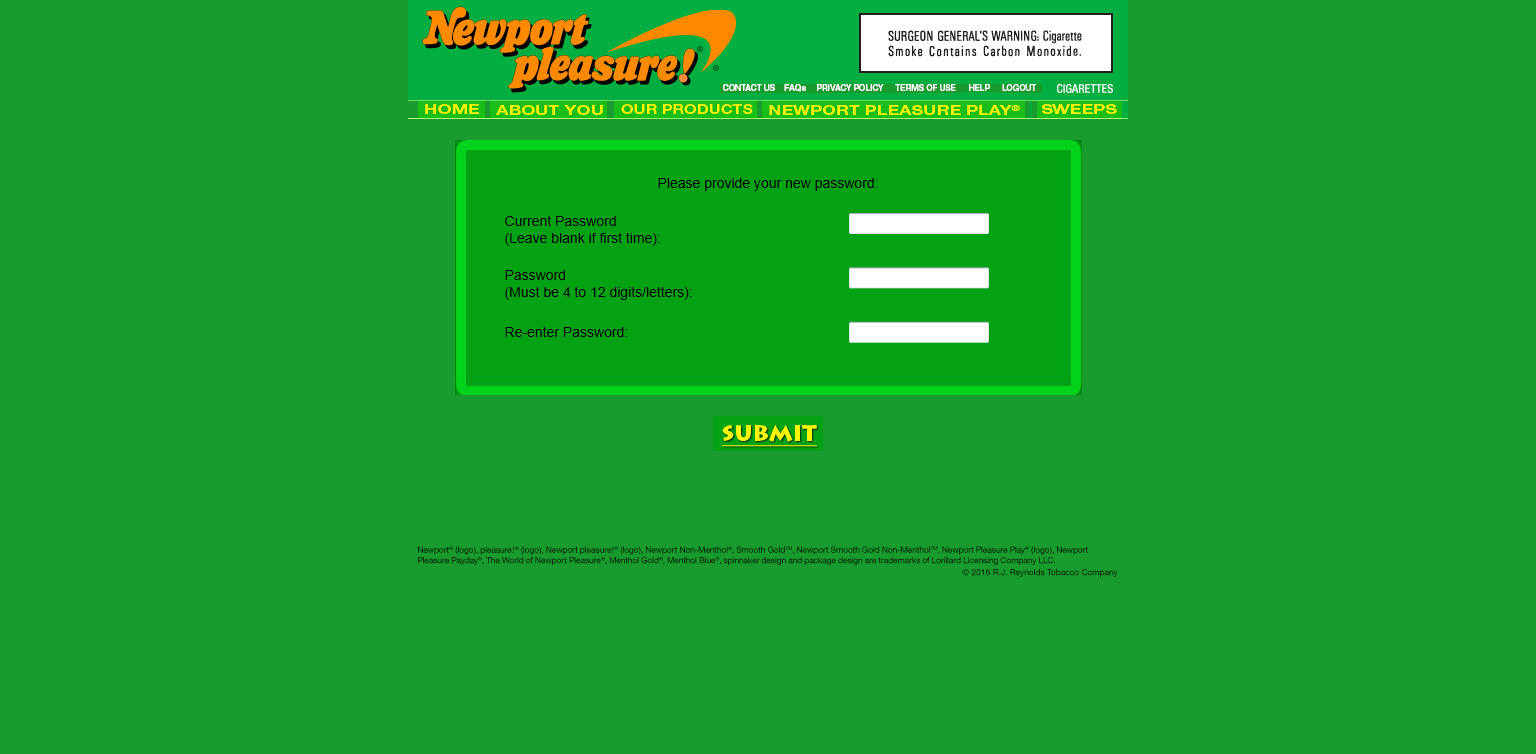 Newport
pleasure!® ®
SURGEON GENERAL'S WARNING: Cigarette
Smoke Contains Carbon Monoxide.
CONTACT US FAQs PRIVACY POLICY TERMS OF USE HELP LOGOUT CIGARETTES
HOME ABOUT YOU OUR PRODUCTS NEWPORT PLEASURE PLAY® SWEEPS
Please provide your new password:
Current Password
(Leave blank if first time):
Password
(Must be 4 to 12 digits/letters):
Re-enter Password:
SUBMIT
Newport® (logo), pleasure!® (logo), Newport pleasure!® (logo), Newport Non-Menthol®, Smooth Gold™, Newport Smooth Gold Non-Menthol™, Newport Pleasure Play® (logo), Newport
Pleasure Payday®, The World of Newport Pleasure®, Menthol Gold®, Menthol Blue®, spinnaker design and package design are trademarks of Lorillard Licensing Company LLC.
© 2016 R.J. Reynolds Tobacco Company